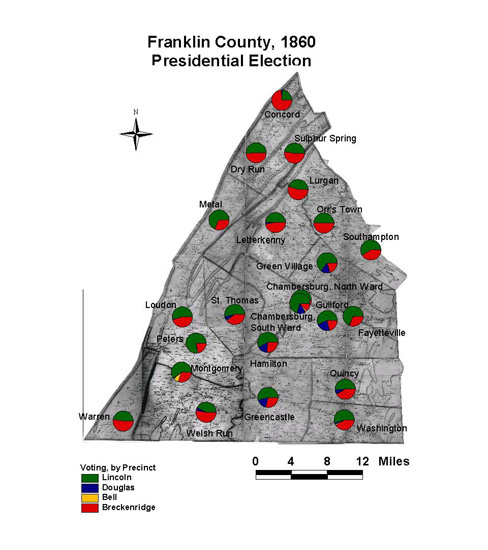 Franklin County, 1860
Presidential Election
N
Concord
Sulphur Spring
Dry Run
Lurgan
Metal
Orr's Town
Letterkenny
Southampton
Green Village
Chambersburg, North Ward
Loudon
St. Thomas
Guilford
Chambersburg,
South Ward
Fayetteville
Peters
Hamilton
Montgomery
Quincy
Warren
Greencastle
Welsh Run
Washington
Voting, by Precinct
Lincoln
Douglas
Bell
Breckenridge
0 4 8 12 Miles